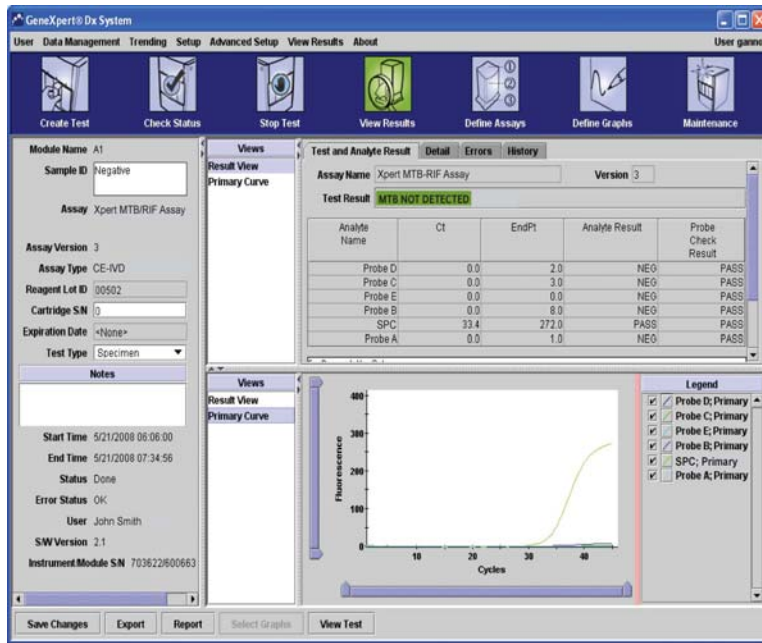 GeneXpert® Dx System
User Data Management Trending Setup Advanced Setup View Results About User ganno
Create Test Check Status Stop Test View Results Define Assays Define Graphs Maintenance
Module Name A1
Sample ID Negative
Assay Xpert MTB/RIF Assay
Assay Version 3
Assay Type CE-IVD
Reagent Lot ID 00502
Cartridge S/N 0
Expiration Date <None>
Test Type Specimen
Notes
Start Time 5/21/2008 06:06:00
End Time 5/21/2008 07:34:56
Status Done
Error Status OK
User John Smith
S/W Version 2.1
Instrument Module S/N 703622/600663
Views
Result View
Primary Curve
Test and Analyte Result Detail Errors History
Assay Name Xpert MTB-RIF Assay Version 3
Test Result MTB NOT DETECTED
Analyte Name Ct EndPt Analyte Result Probe Check Result
Probe D 0.0 2.0 NEG PASS
Probe C 0.0 3.0 NEG PASS
Probe E 0.0 0.0 NEG PASS
Probe B 0.0 8.0 NEG PASS
SPC 33.4 272.0 PASS PASS
Probe A 0.0 1.0 NEG PASS
Views
Result View
Primary Curve
400
300
200
100
0
10 20 30 40
Fluorescence
Cycles
Legend
Probe D; Primary
Probe C; Primary
Probe E; Primary
Probe B; Primary
SPC; Primary
Probe A; Primary
Save Changes Export Report Select Graphs View Test